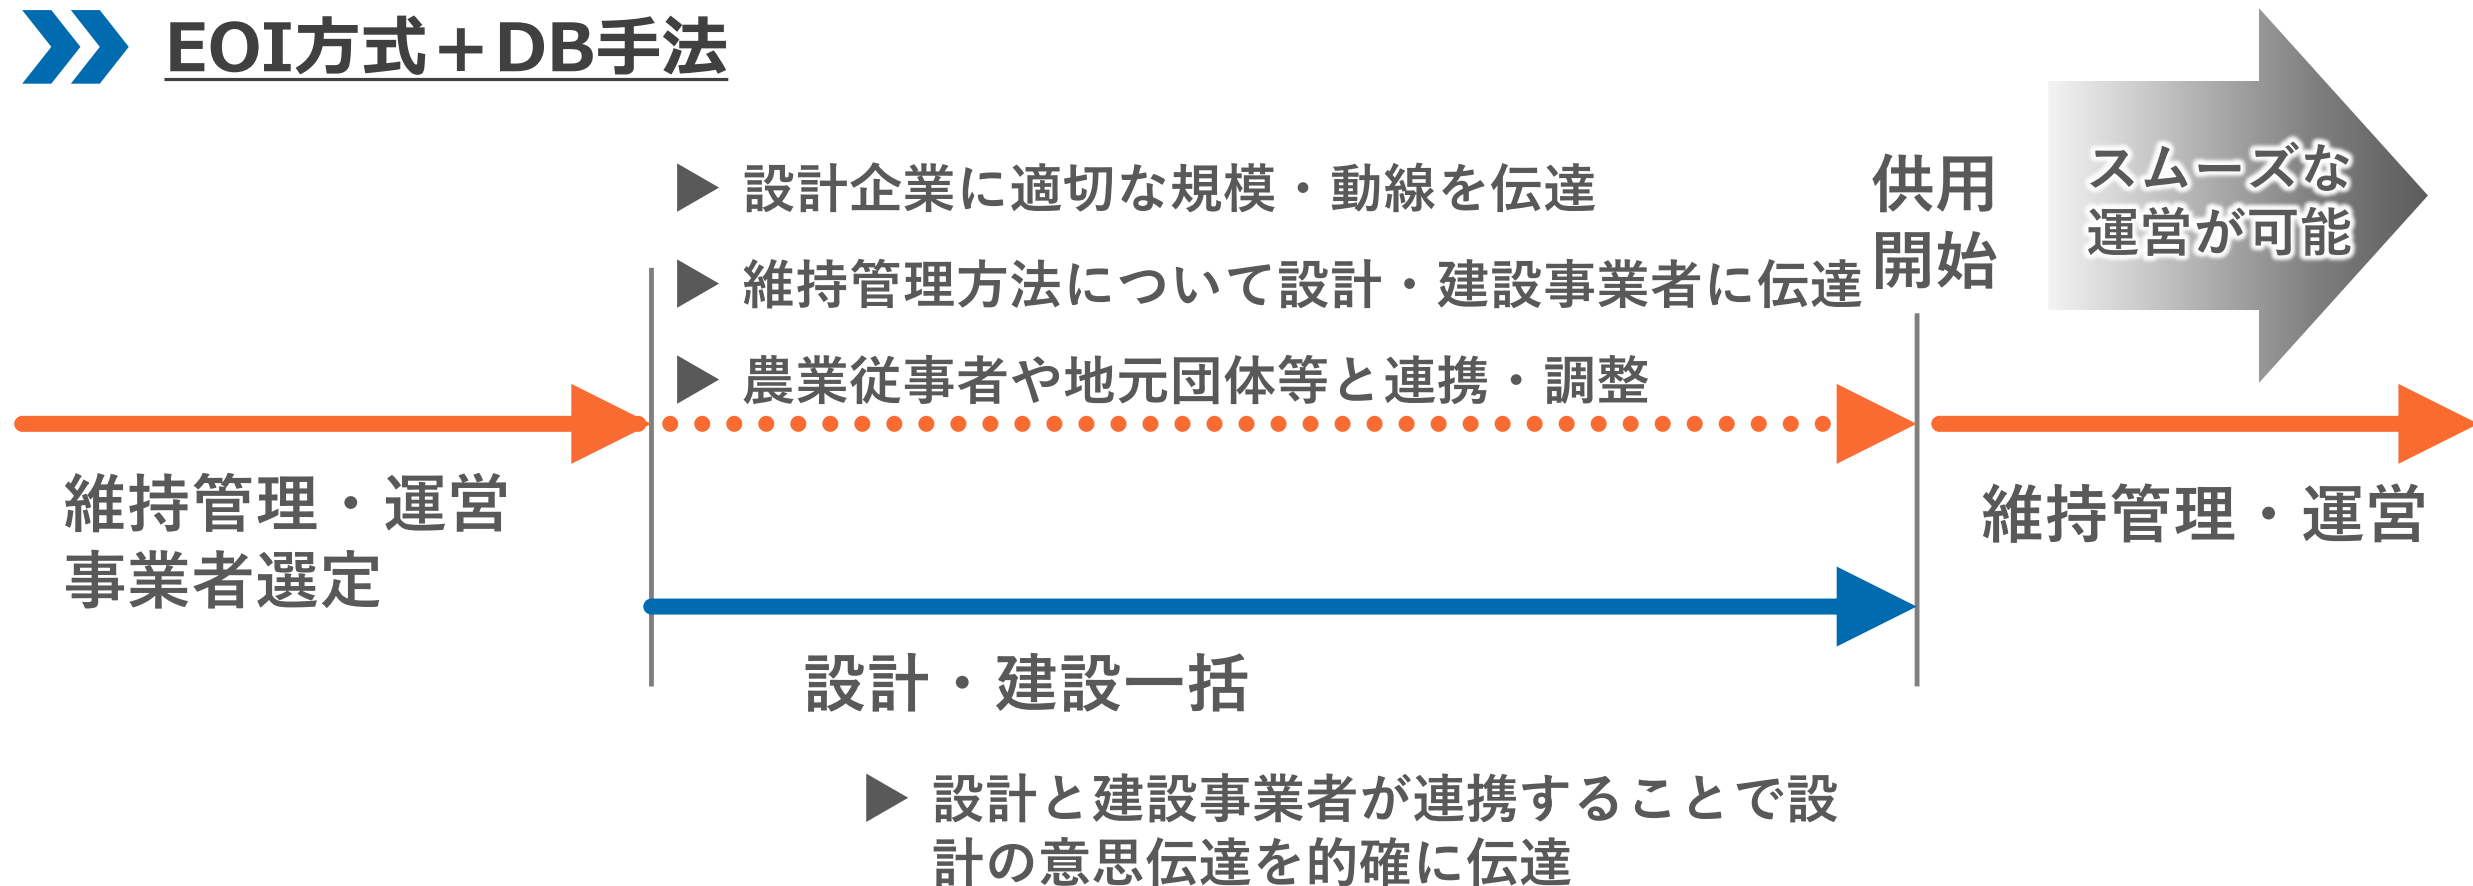 EOI方式＋DB手法
▶ 設計企業に適切な規模・動線を伝達
▶ 維持管理方法について設計・建設事業者に伝達
▶ 農業従事者や地元団体等と連携・調整
供用
開始
スムーズな
運営が可能
維持管理・運営
事業者選定
維持管理・運営
設計・建設一括
▶ 設計と建設事業者が連携することで設
計の意思伝達を的確に伝達